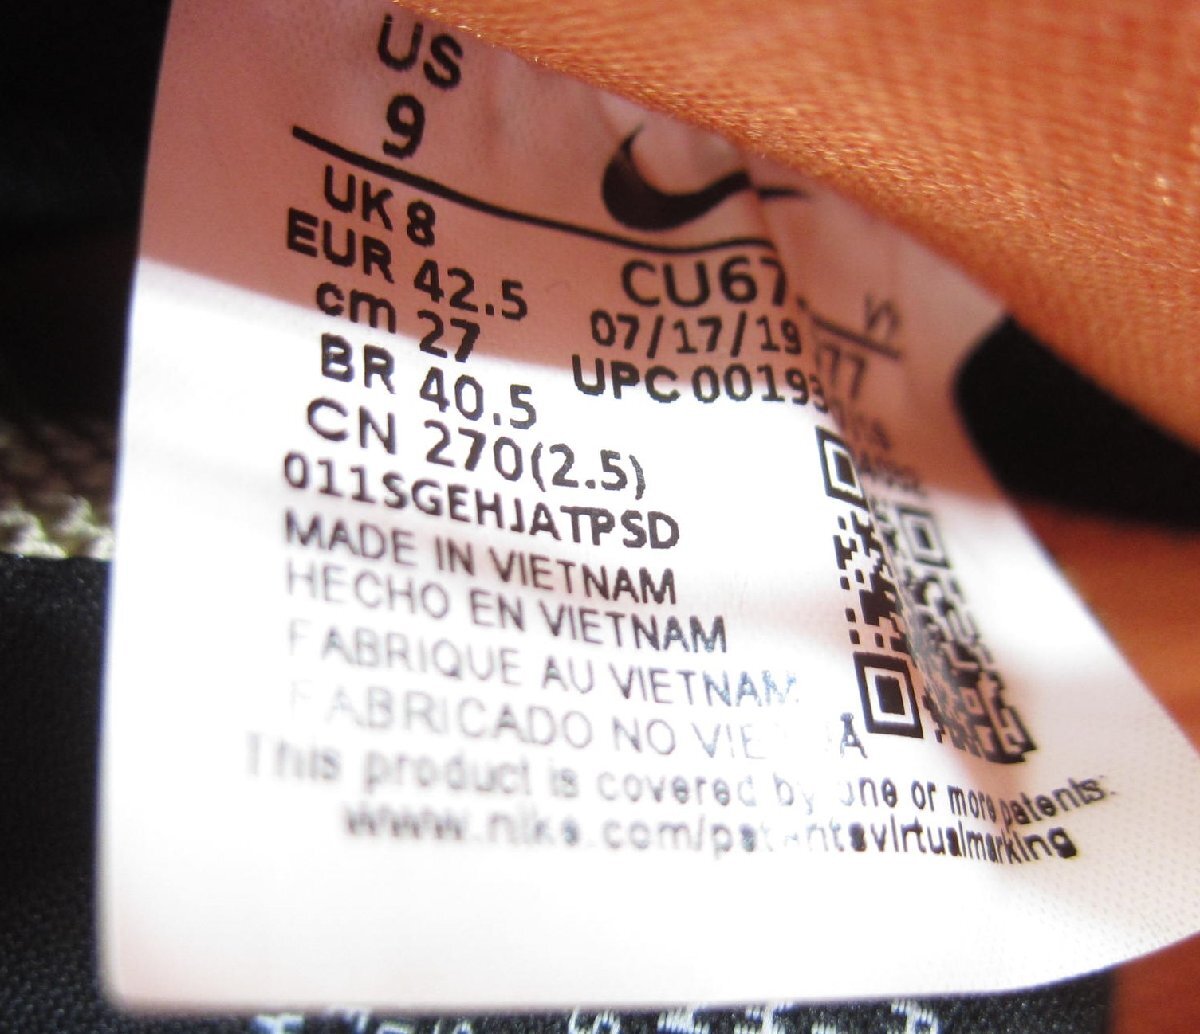 US
9
UK 8
EUR 42.5
cm 27
BR 40.5
CN 270(2.5)
CU67
07/17/19
UPC 00193
011SGEHJATPSD
MADE IN VIETNAM
HECHO EN VIETNAM
FABRIQUE AU VIETNAM
FABRICADO NO VIE A
This product is covered by one or more patents:
www.nike.com/patentsvirtualmarking